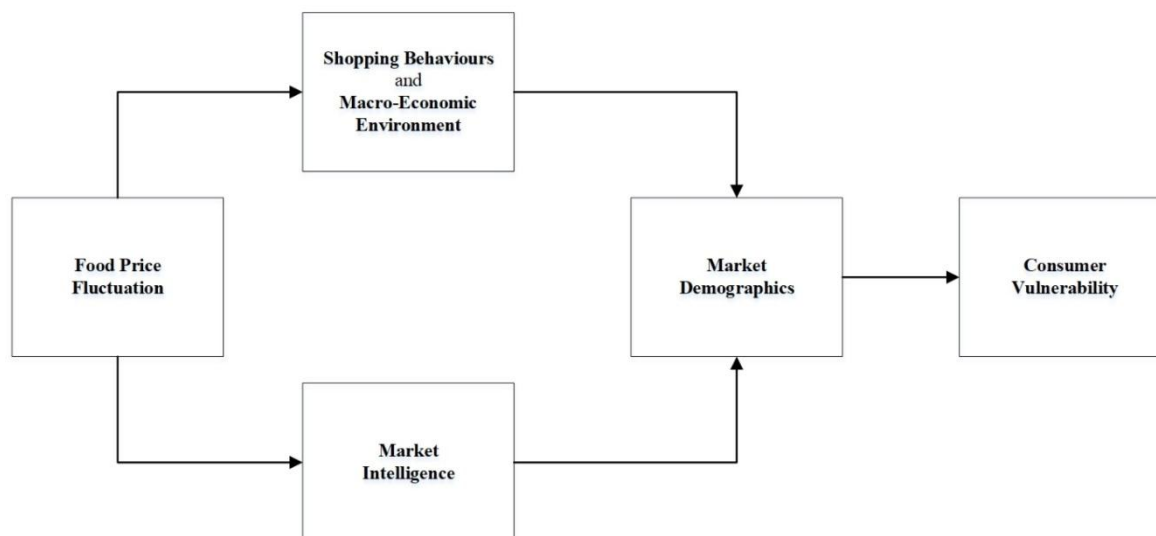 Shopping Behaviours
and
Macro-Economic
Environment
Food Price
Fluctuation
Market
Demographics
Consumer
Vulnerability
Market
Intelligence